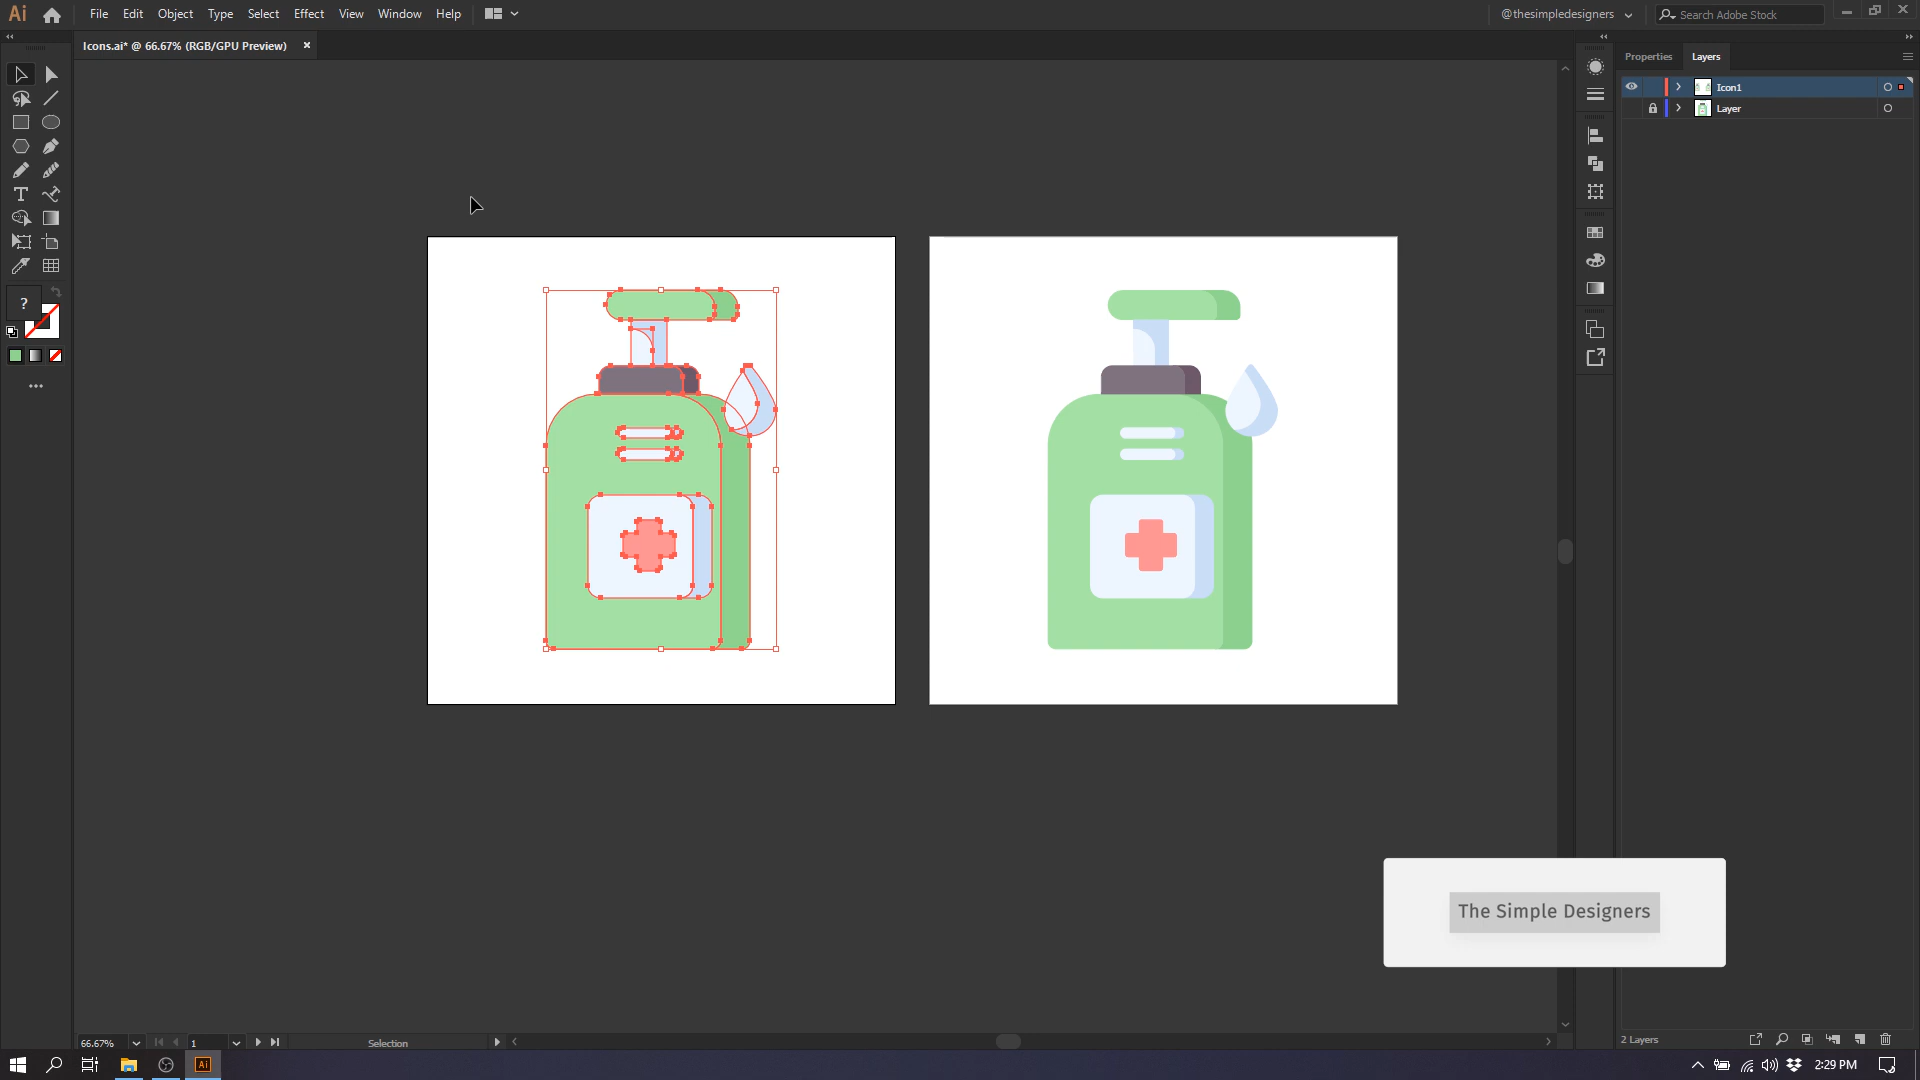 Ai
File Edit Object Type Select Effect View Window Help
@thesimpledesigners
Search Adobe Stock
Icons.ai* @ 66.67% (RGB/GPU Preview)
Properties Layers
Icon1
Layer
T
?
The Simple Designers
66.67%
1
Selection
2 Layers
Ai
2:29 PM